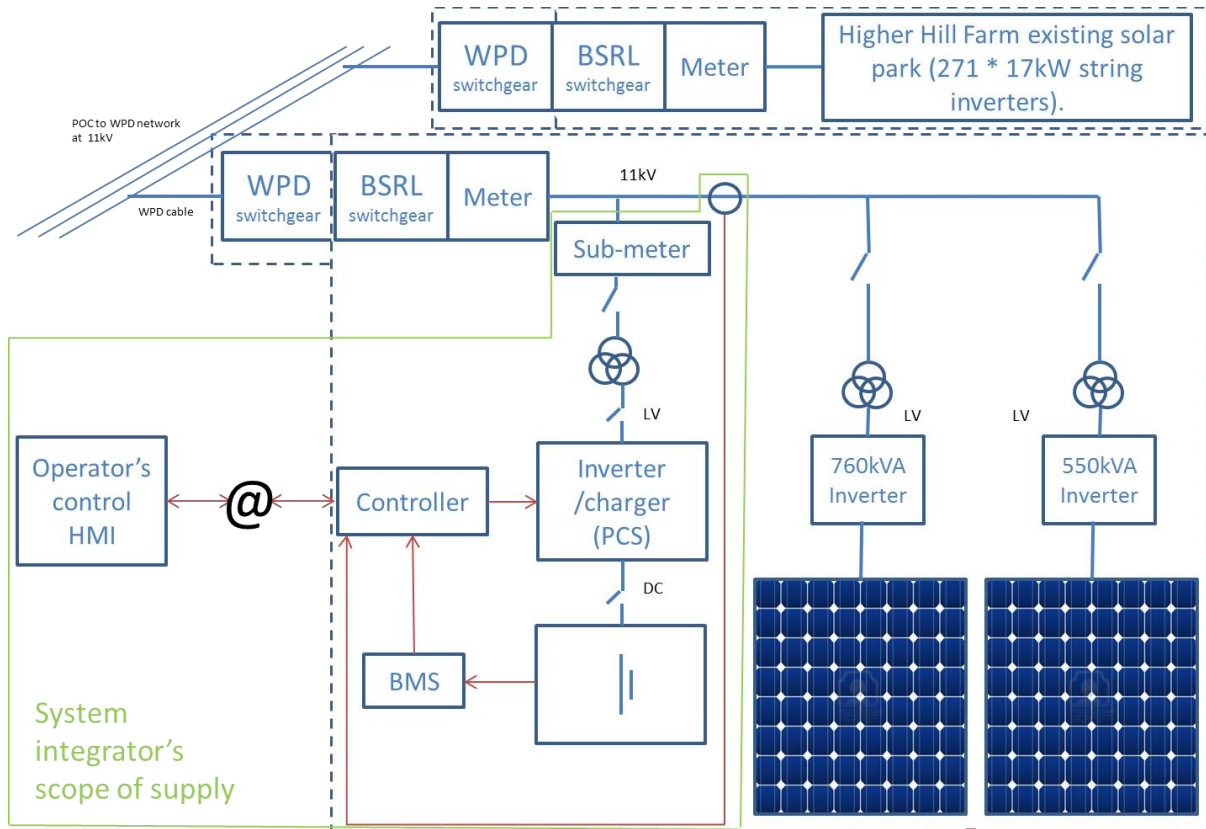 WPD
switchgear
BSRL
switchgear
Meter
Higher Hill Farm existing solar
park (271 * 17kW string
inverters).
POC to WPD network
at 11kV
WPD cable
WPD
switchgear
BSRL
switchgear
Meter
11kV
Sub-meter
LV
LV
LV
Operator’s
control
HMI
@
Controller
Inverter
/charger
(PCS)
760kVA
Inverter
550kVA
Inverter
DC
BMS
System
integrator’s
scope of supply